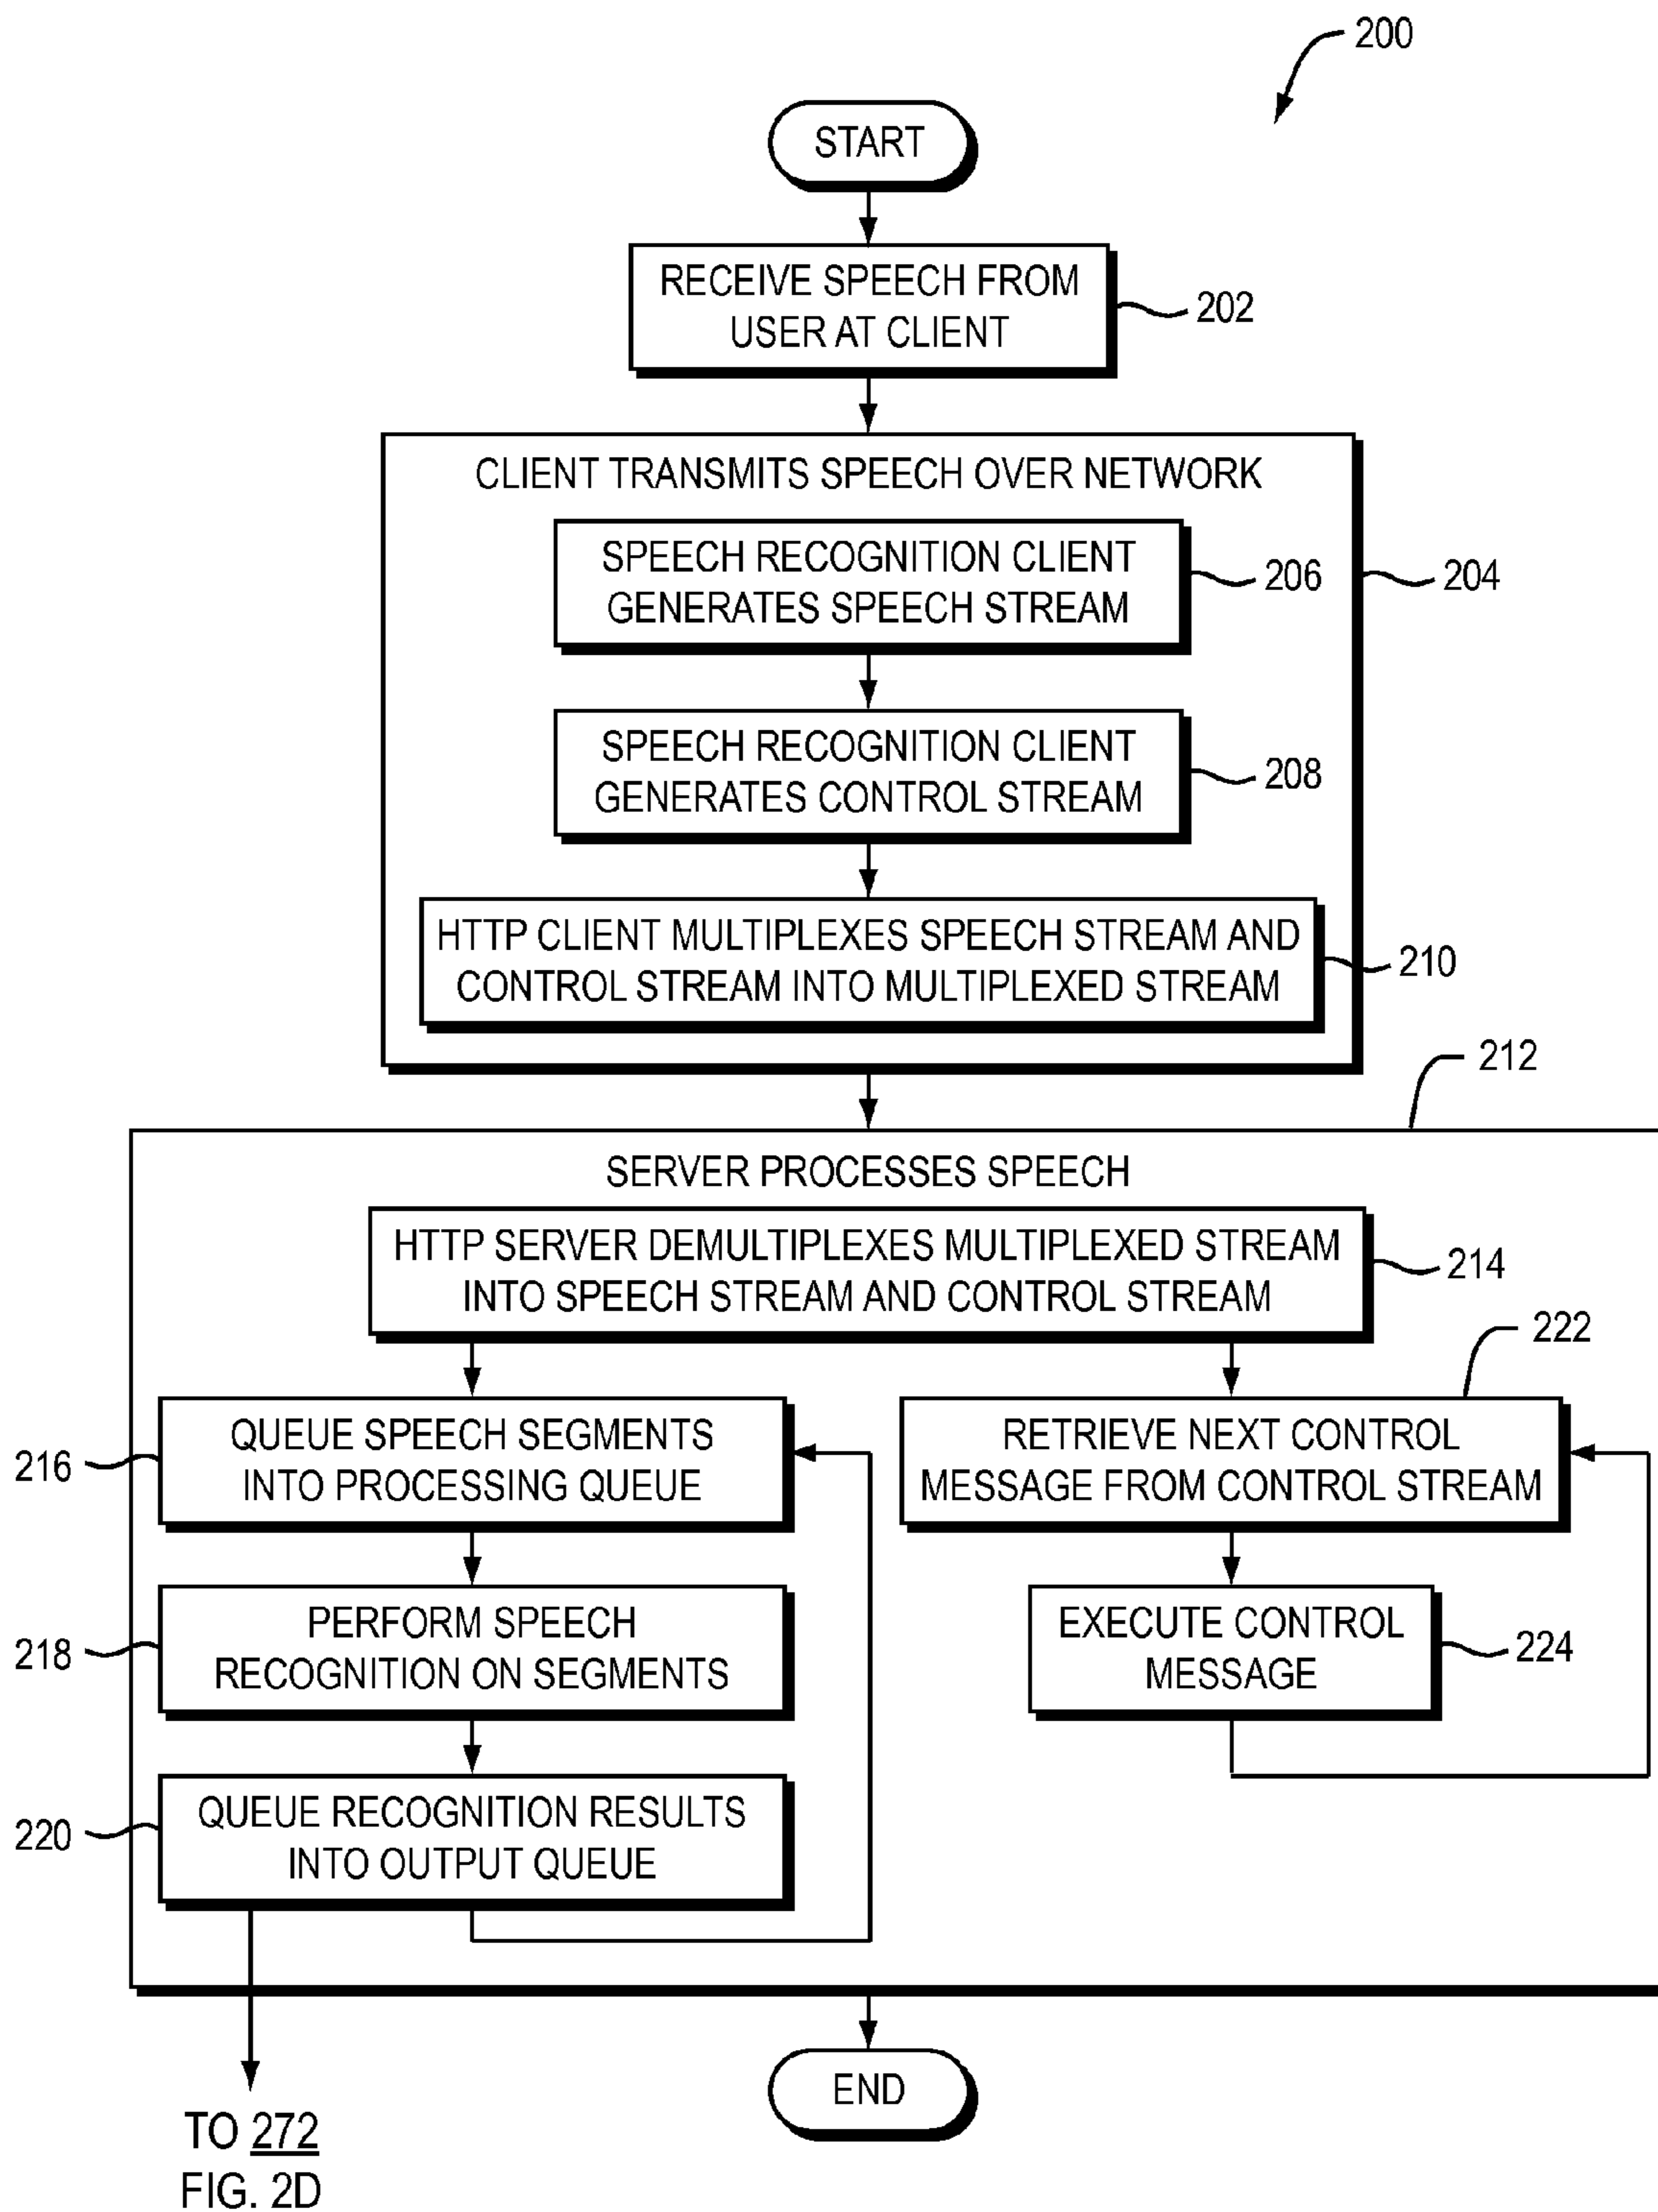 200
START
RECEIVE SPEECH FROM
USER AT CLIENT
202
CLIENT TRANSMITS SPEECH OVER NETWORK
204
SPEECH RECOGNITION CLIENT
GENERATES SPEECH STREAM
206
SPEECH RECOGNITION CLIENT
GENERATES CONTROL STREAM
208
HTTP CLIENT MULTIPLEXES SPEECH STREAM AND
CONTROL STREAM INTO MULTIPLEXED STREAM
210
212
SERVER PROCESSES SPEECH
HTTP SERVER DEMULTIPLEXES MULTIPLEXED STREAM
INTO SPEECH STREAM AND CONTROL STREAM
214
QUEUE SPEECH SEGMENTS
INTO PROCESSING QUEUE
216
PERFORM SPEECH
RECOGNITION ON SEGMENTS
218
QUEUE RECOGNITION RESULTS
INTO OUTPUT QUEUE
220
222
RETRIEVE NEXT CONTROL
MESSAGE FROM CONTROL STREAM
EXECUTE CONTROL
MESSAGE
224
END
TO 272
FIG. 2D